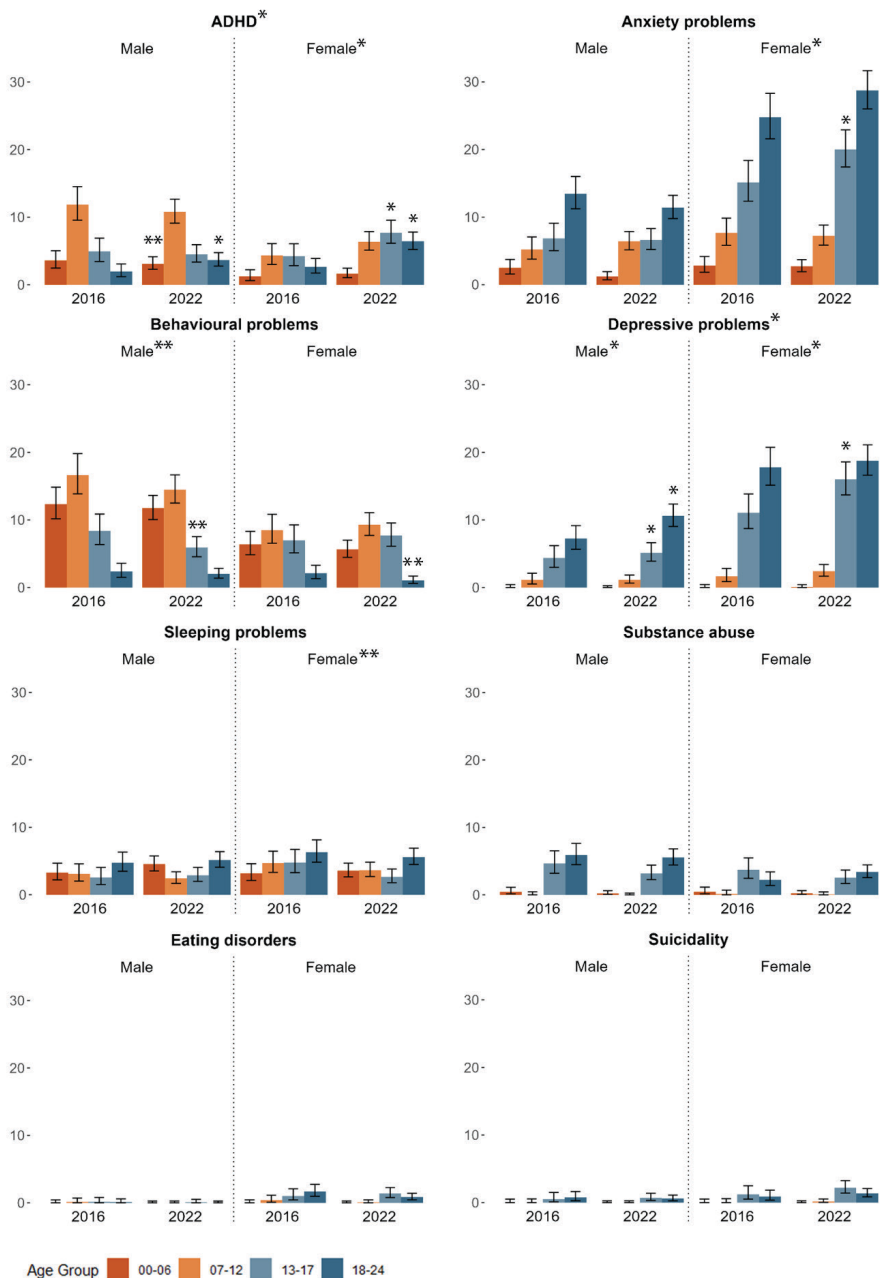 ADHD*
Male
Female*
30
20
10
0
**
*
*
*
2016
2022
2016
2022
Anxiety problems
Male
Female*
30
20
10
0
*
2016
2022
2016
2022
Behavioural problems
Male**
Female
30
20
10
0
**
**
2016
2022
2016
2022
Depressive problems*
Male*
Female*
30
20
10
0
*
*
*
2016
2022
2016
2022
Sleeping problems
Male
Female**
30
20
10
0
2016
2022
2016
2022
Substance abuse
Male
Female
30
20
10
0
2016
2022
2016
2022
Eating disorders
Male
Female
30
20
10
0
2016
2022
2016
2022
Suicidality
Male
Female
30
20
10
0
2016
2022
2016
2022
Age Group 00-06 07-12 13-17 18-24